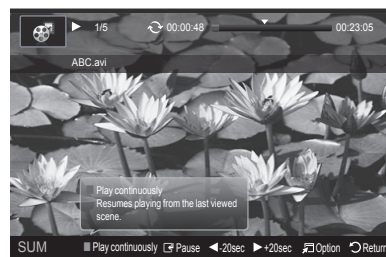 1/5 00:00:48 00:23:05
ABC.avi
Play continuously
Resumes playing from the last viewed
scene.
SUM Play continuously Pause -20sec +20sec Option Return